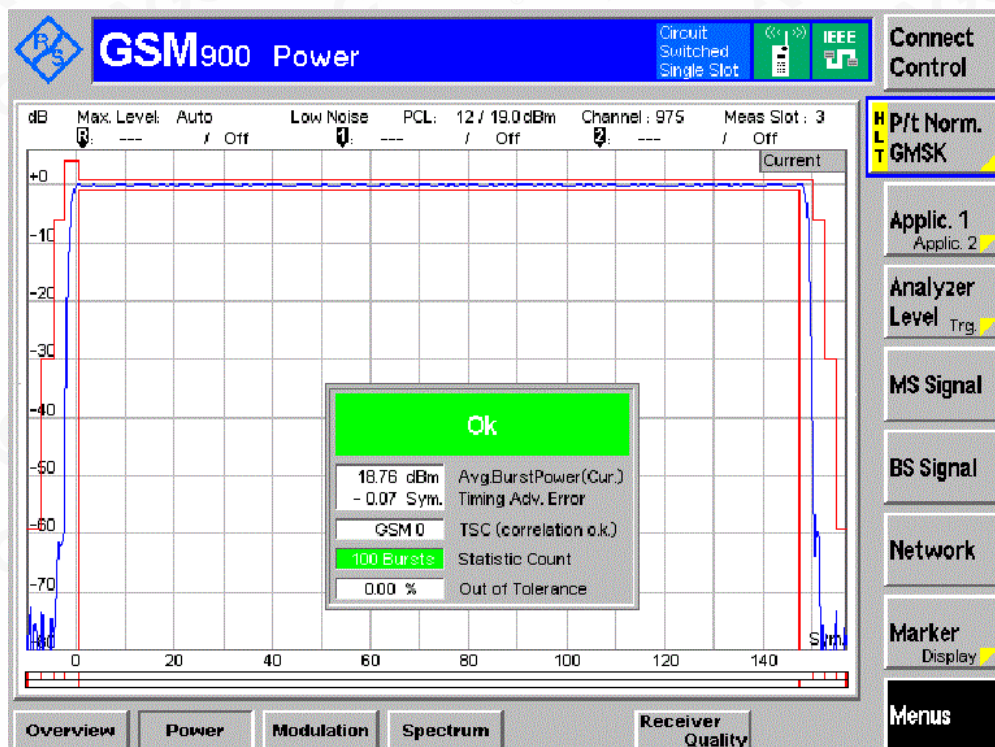 R/S
GSM900 Power
Circuit
Switched
Single Slot
IEEE
Connect
Control
dB Max. Level: Auto Low Noise PCL: 12 / 19.0 dBm Channel : 975 Meas Slot : 3
R: --- / Off 1: --- / Off 2: --- / Off
HLT
P/t Norm.
GMSK
Current
+0
-10
-20
-30
-40
-50
-60
-70
-80
Ok
18.76 dBm Avg.BurstPower(Cur.)
- 0.07 Sym. Timing Adv. Error
GSM 0 TSC (correlation o.k.)
100 Bursts Statistic Count
0.00 % Out of Tolerance
Sym.
0 20 40 60 80 100 120 140
Applic. 1
Applic. 2
Analyzer
Level Trg.
MS Signal
BS Signal
Network
Marker
Display
Menus
Overview Power Modulation Spectrum Receiver
Quality